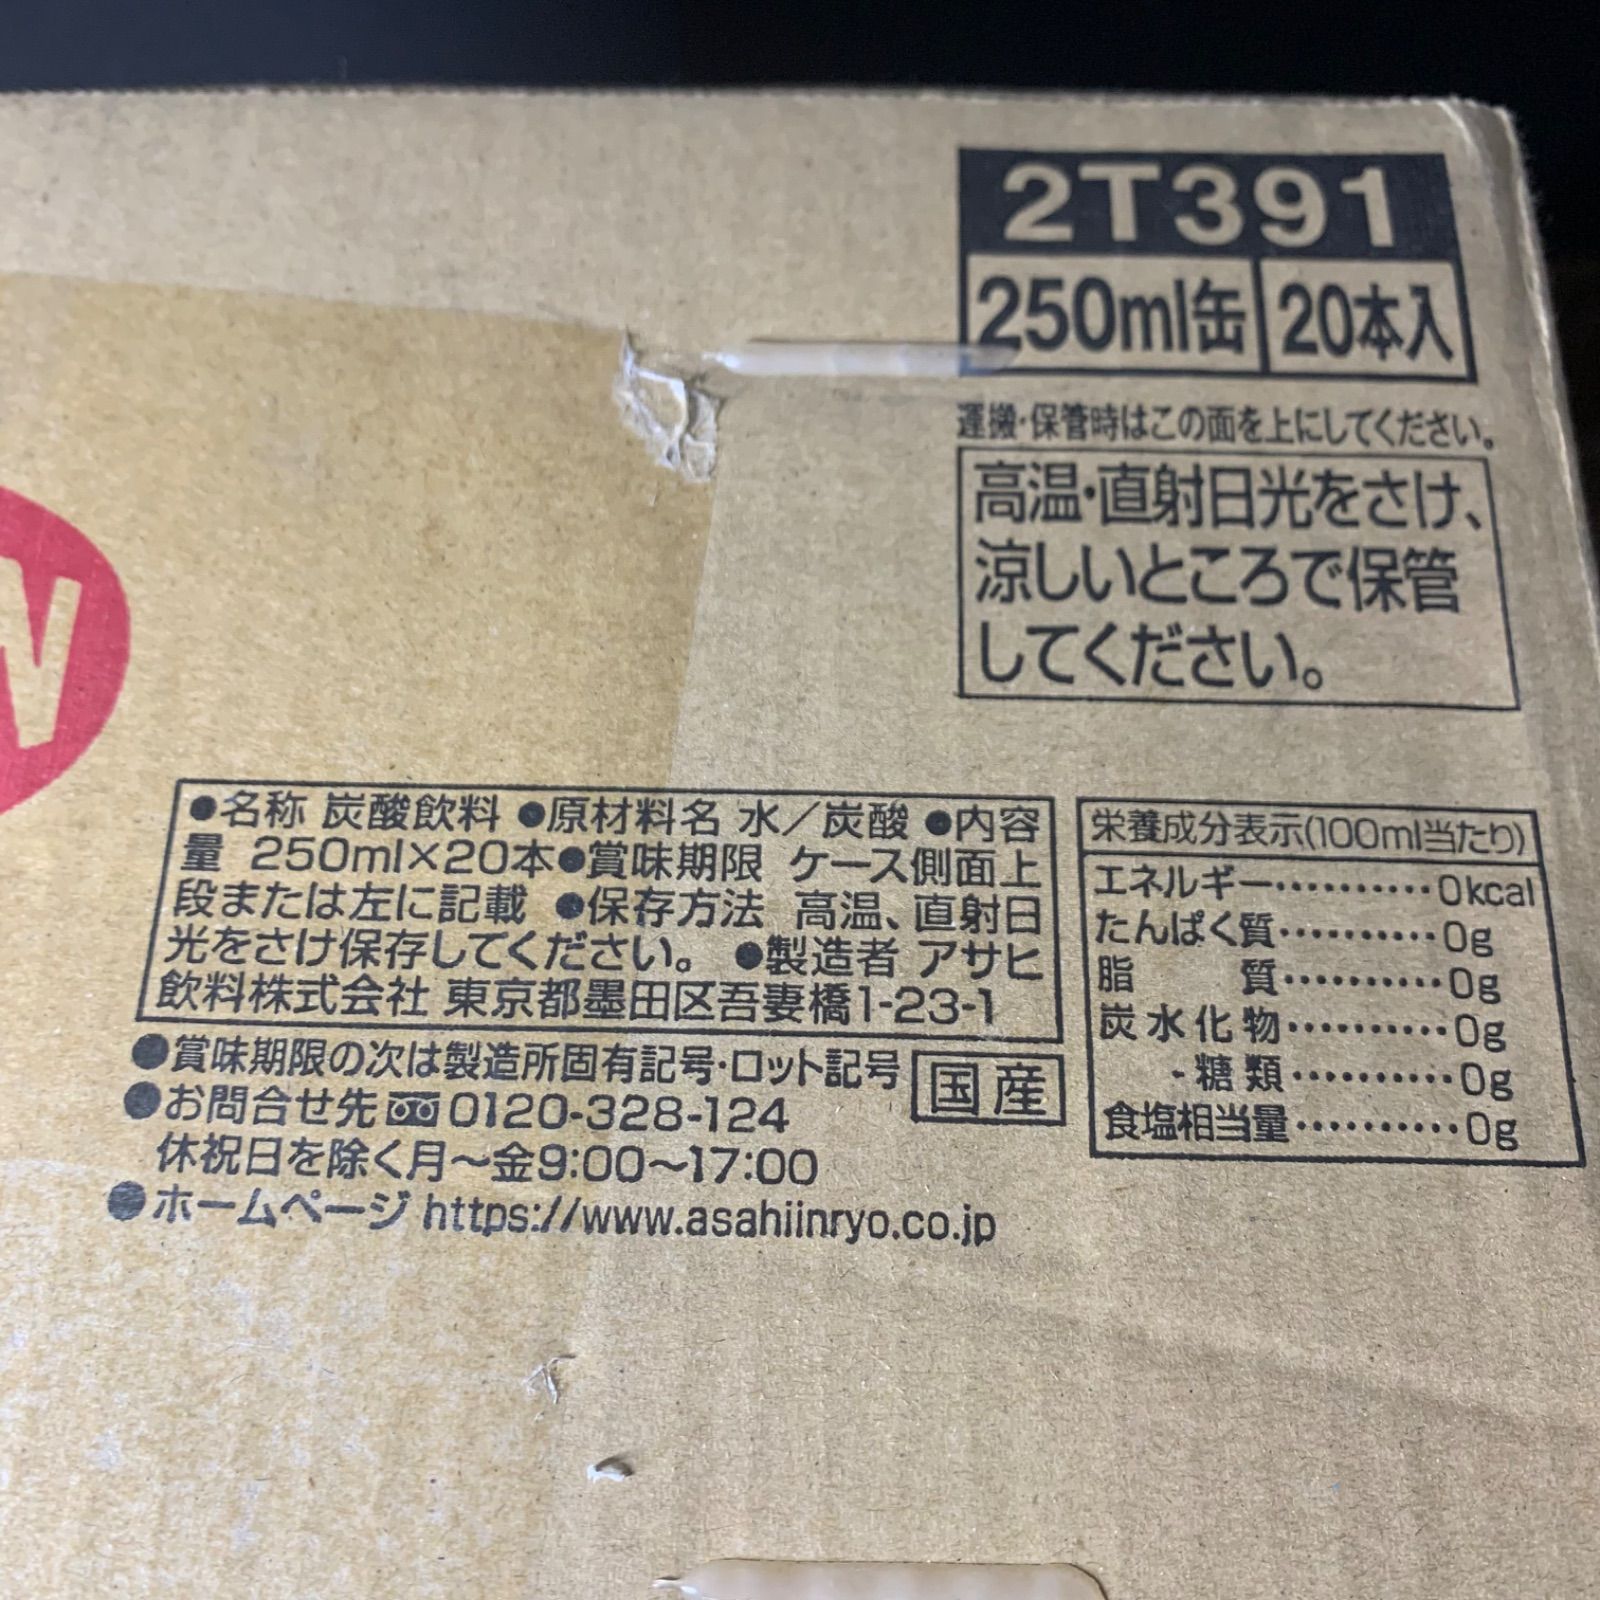 2T391
250ml缶 20本入
運搬・保管時はこの面を上にしてください。
高温・直射日光をさけ、
涼しいところで保管
してください。
W
●名称 炭酸飲料 ●原材料名 水／炭酸 ●内容
量 250ml×20本●賞味期限 ケース側面上
段または左に記載 ●保存方法 高温、直射日
光をさけ保存してください。 ●製造者 アサヒ
飲料株式会社 東京都墨田区吾妻橋1-23-1
●賞味期限の次は製造所固有記号・ロット記号
国産
●お問合せ先 0120-328-124
休祝日を除く月～金9:00～17:00
●ホームページ https://www.asahiinryo.co.jp
栄養成分表示(100ml当たり)
エネルギー··········0kcal
たんぱく質··········0g
脂質··········0g
炭水化物··········0g
-糖類··········0g
食塩相当量··········0g